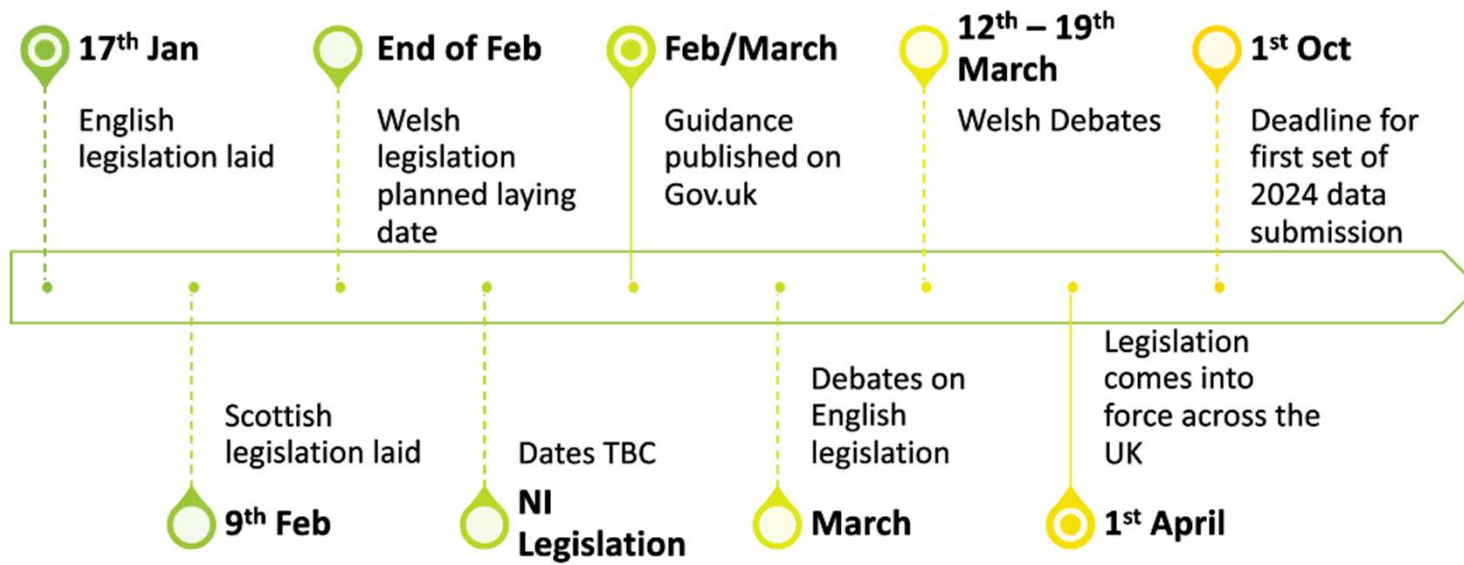 17th Jan
English
legislation laid
End of Feb
Welsh
legislation
planned laying
date
Feb/March
Guidance
published on
Gov.uk
12th – 19th
March
Welsh Debates
1st Oct
Deadline for
first set of
2024 data
submission
Scottish
legislation laid
9th Feb
Dates TBC
NI
Legislation
Debates on
English
legislation
March
Legislation
comes into
force across the
UK
1st April